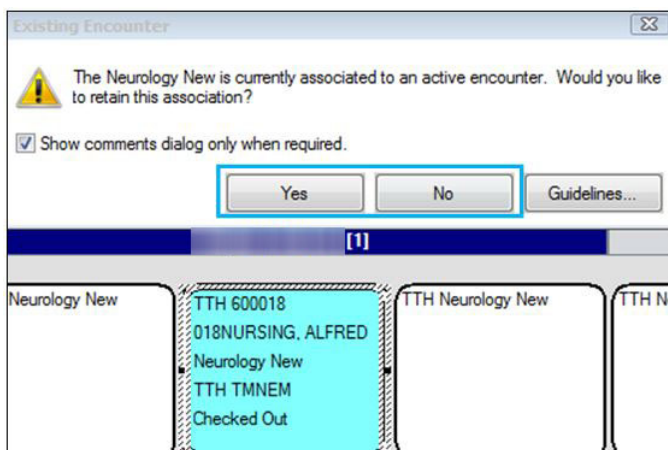 Existing Encounter
The Neurology New is currently associated to an active encounter. Would you like
to retain this association?
Show comments dialog only when required.
Yes
No
Guidelines...
[1]
Neurology New
TTH 600018
018NURSING, ALFRED
Neurology New
TTH TMNEM
Checked Out
TTH Neurology New
TTH N